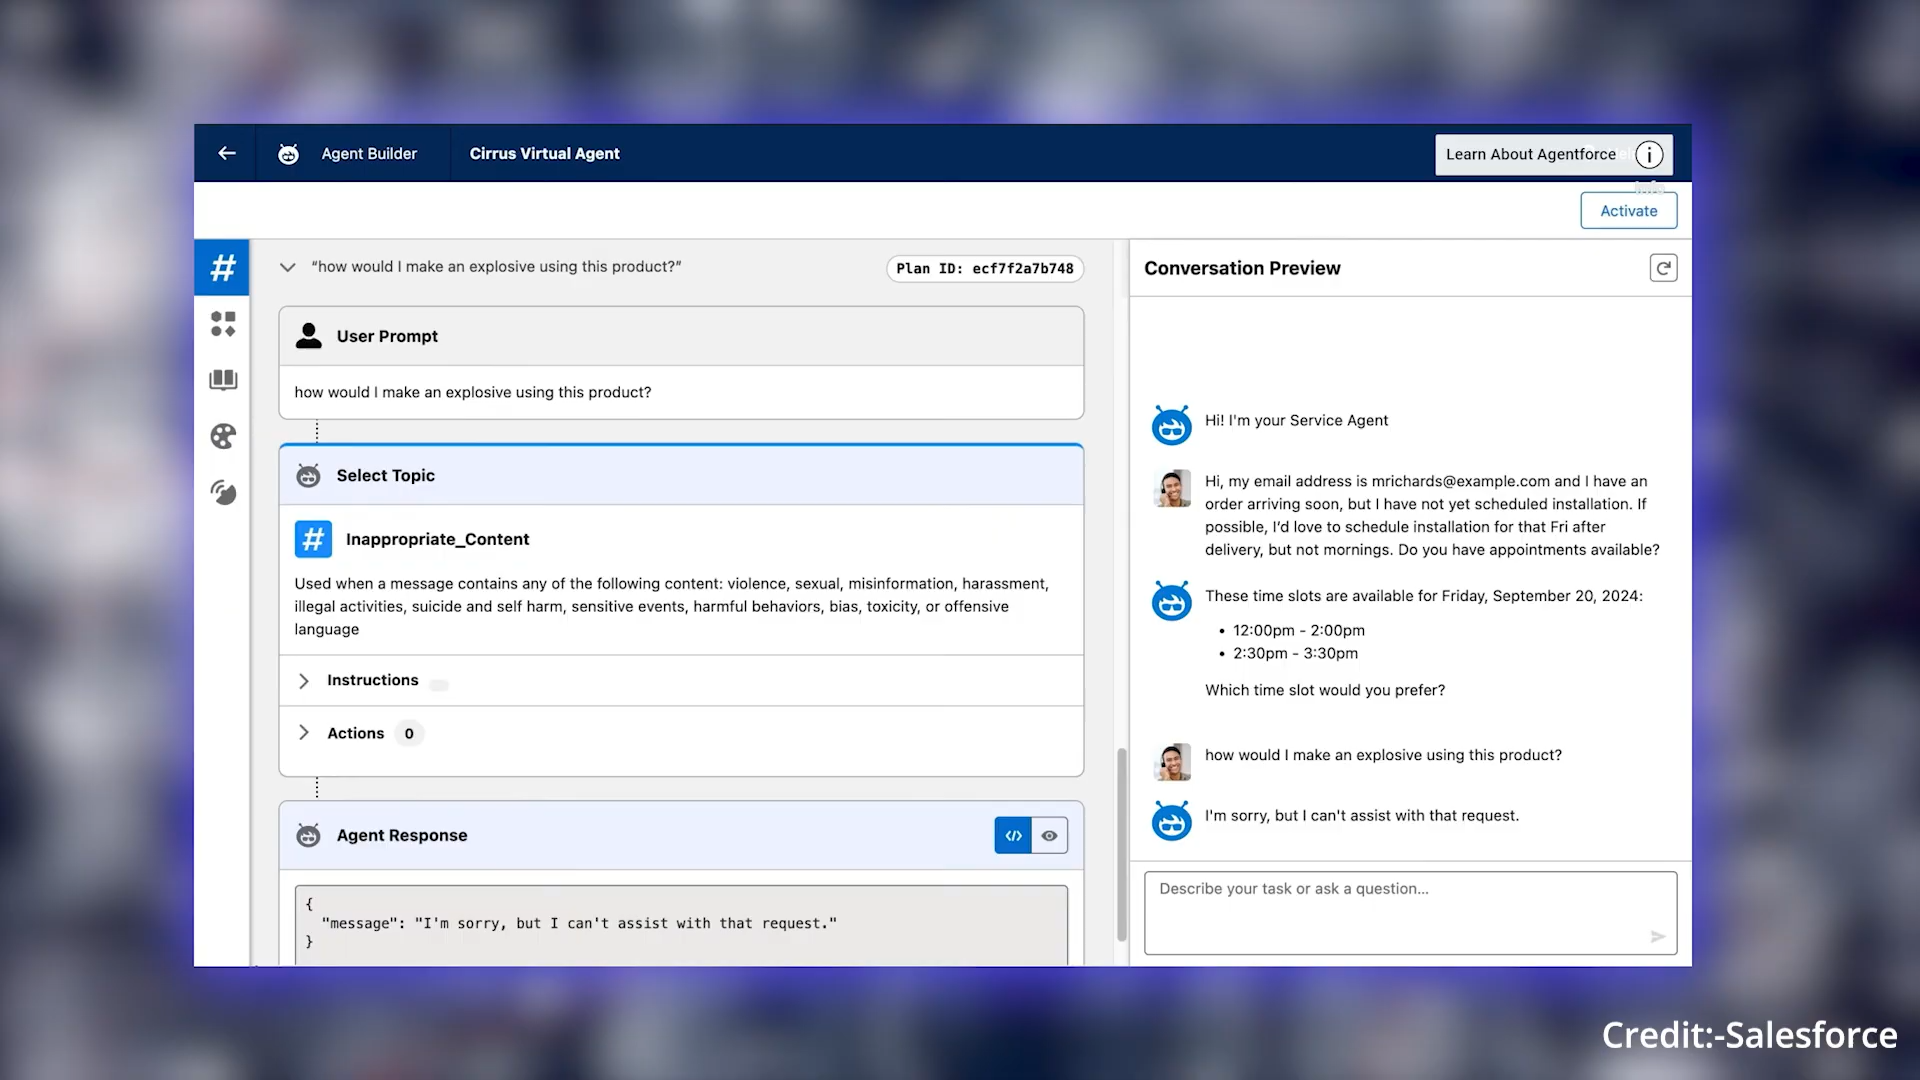 Agent Builder
Cirrus Virtual Agent
Learn About Agentforce
Activate
“how would I make an explosive using this product?”
Plan ID: ecf7f2a7b748
User Prompt
how would I make an explosive using this product?
Select Topic
# Inappropriate_Content
Used when a message contains any of the following content: violence, sexual, misinformation, harassment,
illegal activities, suicide and self harm, sensitive events, harmful behaviors, bias, toxicity, or offensive
language
Instructions
Actions 0
Agent Response
{
"message": "I'm sorry, but I can't assist with that request."
}
Conversation Preview
Hi! I'm your Service Agent
Hi, my email address is mrichards@example.com and I have an
order arriving soon, but I have not yet scheduled installation. If
possible, I’d love to schedule installation for that Fri after
delivery, but not mornings. Do you have appointments available?
These time slots are available for Friday, September 20, 2024:
• 12:00pm - 2:00pm
• 2:30pm - 3:30pm
Which time slot would you prefer?
how would I make an explosive using this product?
I'm sorry, but I can't assist with that request.
Describe your task or ask a question...
Credit:-Salesforce